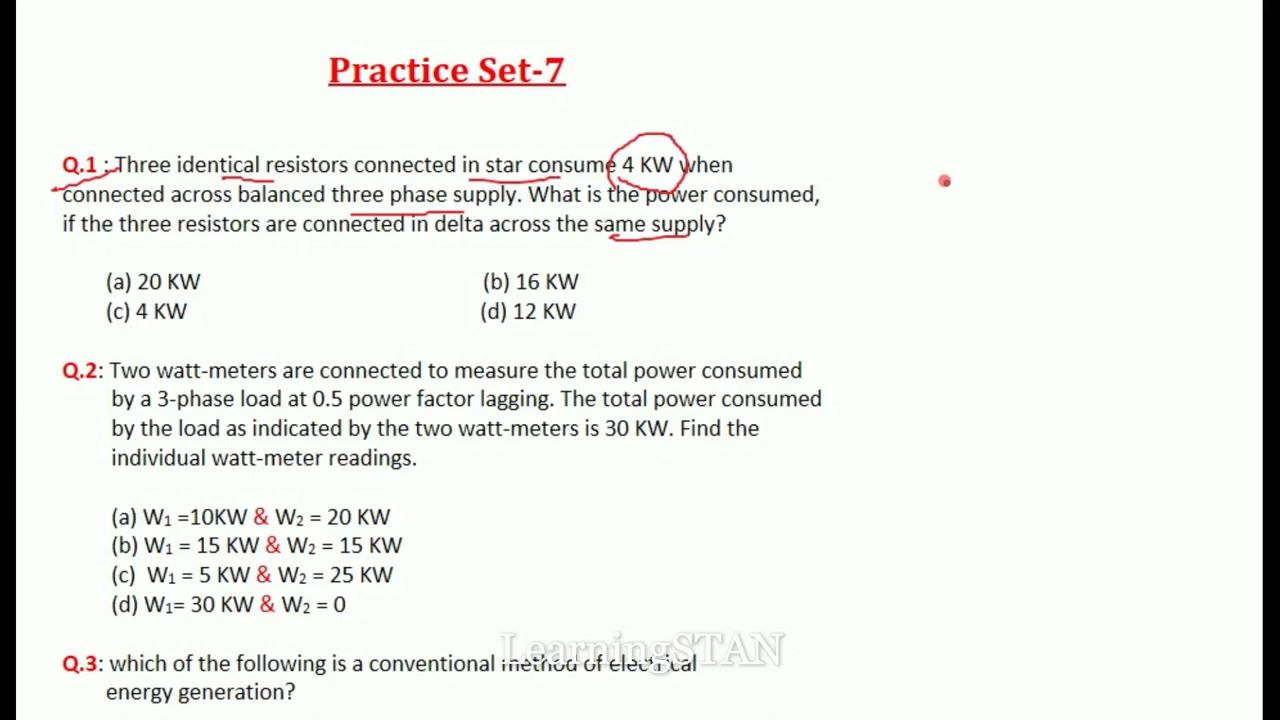 Practice Set-7
Q.1 : Three identical resistors connected in star consume 4 KW when
connected across balanced three phase supply. What is the power consumed,
if the three resistors are connected in delta across the same supply?
(a) 20 KW (b) 16 KW
(c) 4 KW (d) 12 KW
Q.2: Two watt-meters are connected to measure the total power consumed
by a 3-phase load at 0.5 power factor lagging. The total power consumed
by the load as indicated by the two watt-meters is 30 KW. Find the
individual watt-meter readings.
(a) W₁ =10KW & W₂ = 20 KW
(b) W₁ = 15 KW & W₂ = 15 KW
(c) W₁ = 5 KW & W₂ = 25 KW
(d) W₁= 30 KW & W₂ = 0
LearningSTAN
Q.3: which of the following is a conventional method of electrical
energy generation?